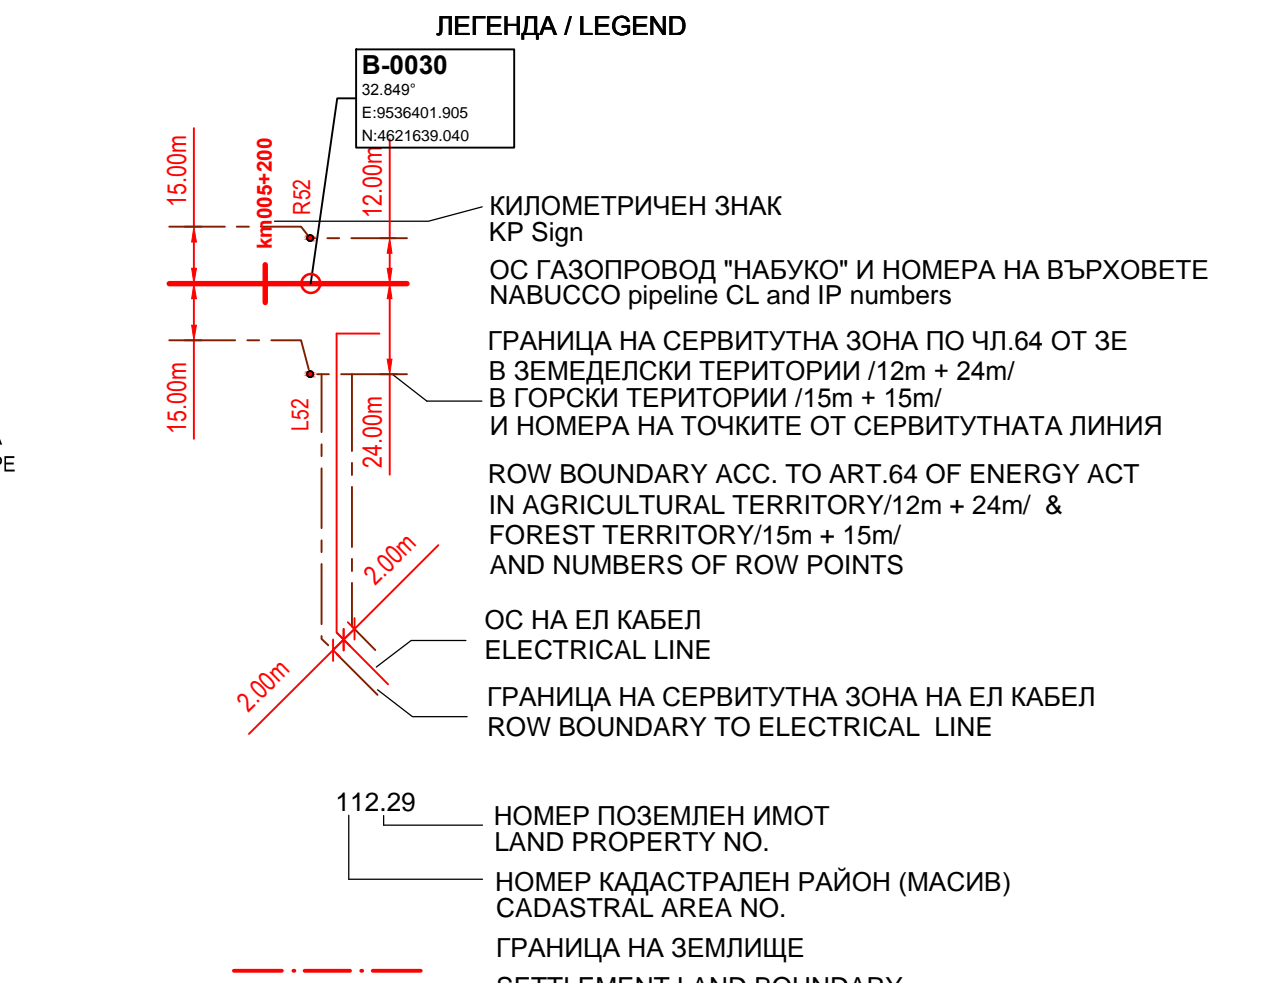 ЛЕГЕНДА / LEGEND
B-0030
32.849°
E:9536401.905
N:4621639.040
15.00m
km005+200
R52
12.00m
КИЛОМЕТРИЧЕН ЗНАК
KP Sign
ОС ГАЗОПРОВОД "НАБУКО" И НОМЕРА НА ВЪРХОВЕТЕ
NABUCCO pipeline CL and IP numbers
15.00m
L52
24.00m
ГРАНИЦА НА СЕРВИТУТНА ЗОНА ПО ЧЛ.64 ОТ ЗЕ
В ЗЕМЕДЕЛСКИ ТЕРИТОРИИ /12m + 24m/
В ГОРСКИ ТЕРИТОРИИ /15m + 15m/
И НОМЕРА НА ТОЧКИТЕ ОТ СЕРВИТУТНАТА ЛИНИЯ
ROW BOUNDARY ACC. TO ART.64 OF ENERGY ACT
IN AGRICULTURAL TERRITORY/12m + 24m/ &
FOREST TERRITORY/15m + 15m/
AND NUMBERS OF ROW POINTS
2.00m
2.00m
ОС НА ЕЛ КАБЕЛ
ELECTRICAL LINE
ГРАНИЦА НА СЕРВИТУТНА ЗОНА НА ЕЛ КАБЕЛ
ROW BOUNDARY TO ELECTRICAL LINE
112.29
НОМЕР ПОЗЕМЛЕН ИМОТ
LAND PROPERTY NO.
НОМЕР КАДАСТРАЛЕН РАЙОН (МАСИВ)
CADASTRAL AREA NO.
ГРАНИЦА НА ЗЕМЛИЩЕ
SETTLEMENT LAND BOUNDARY